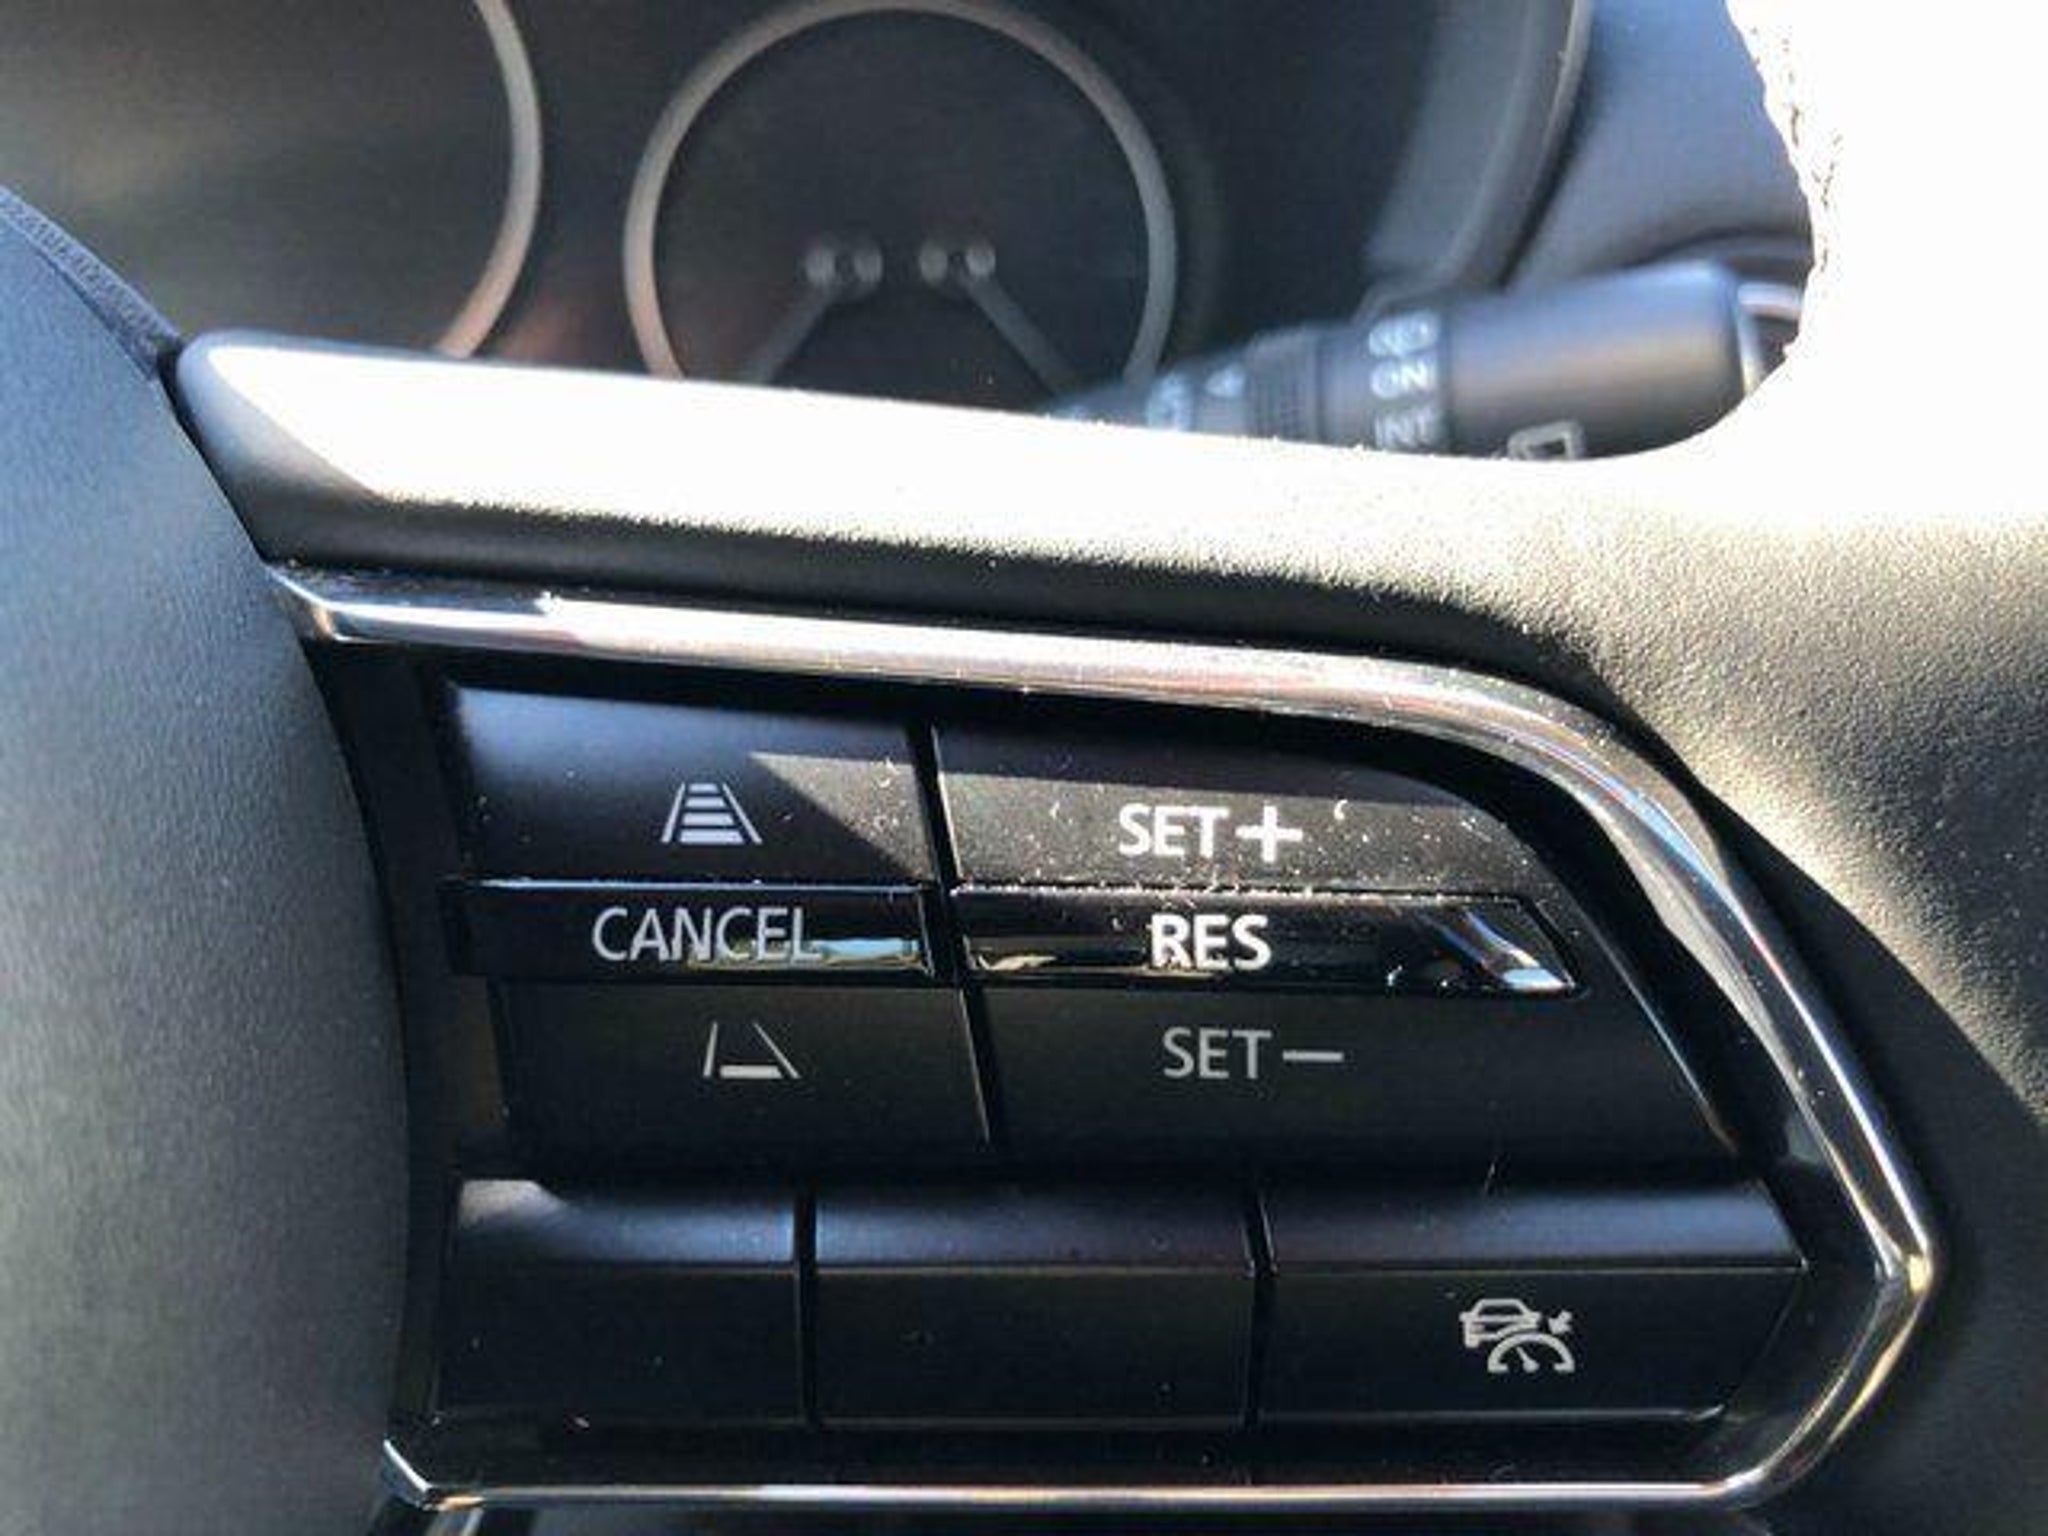 ON
INT
SET+
CANCEL
RES
SET−